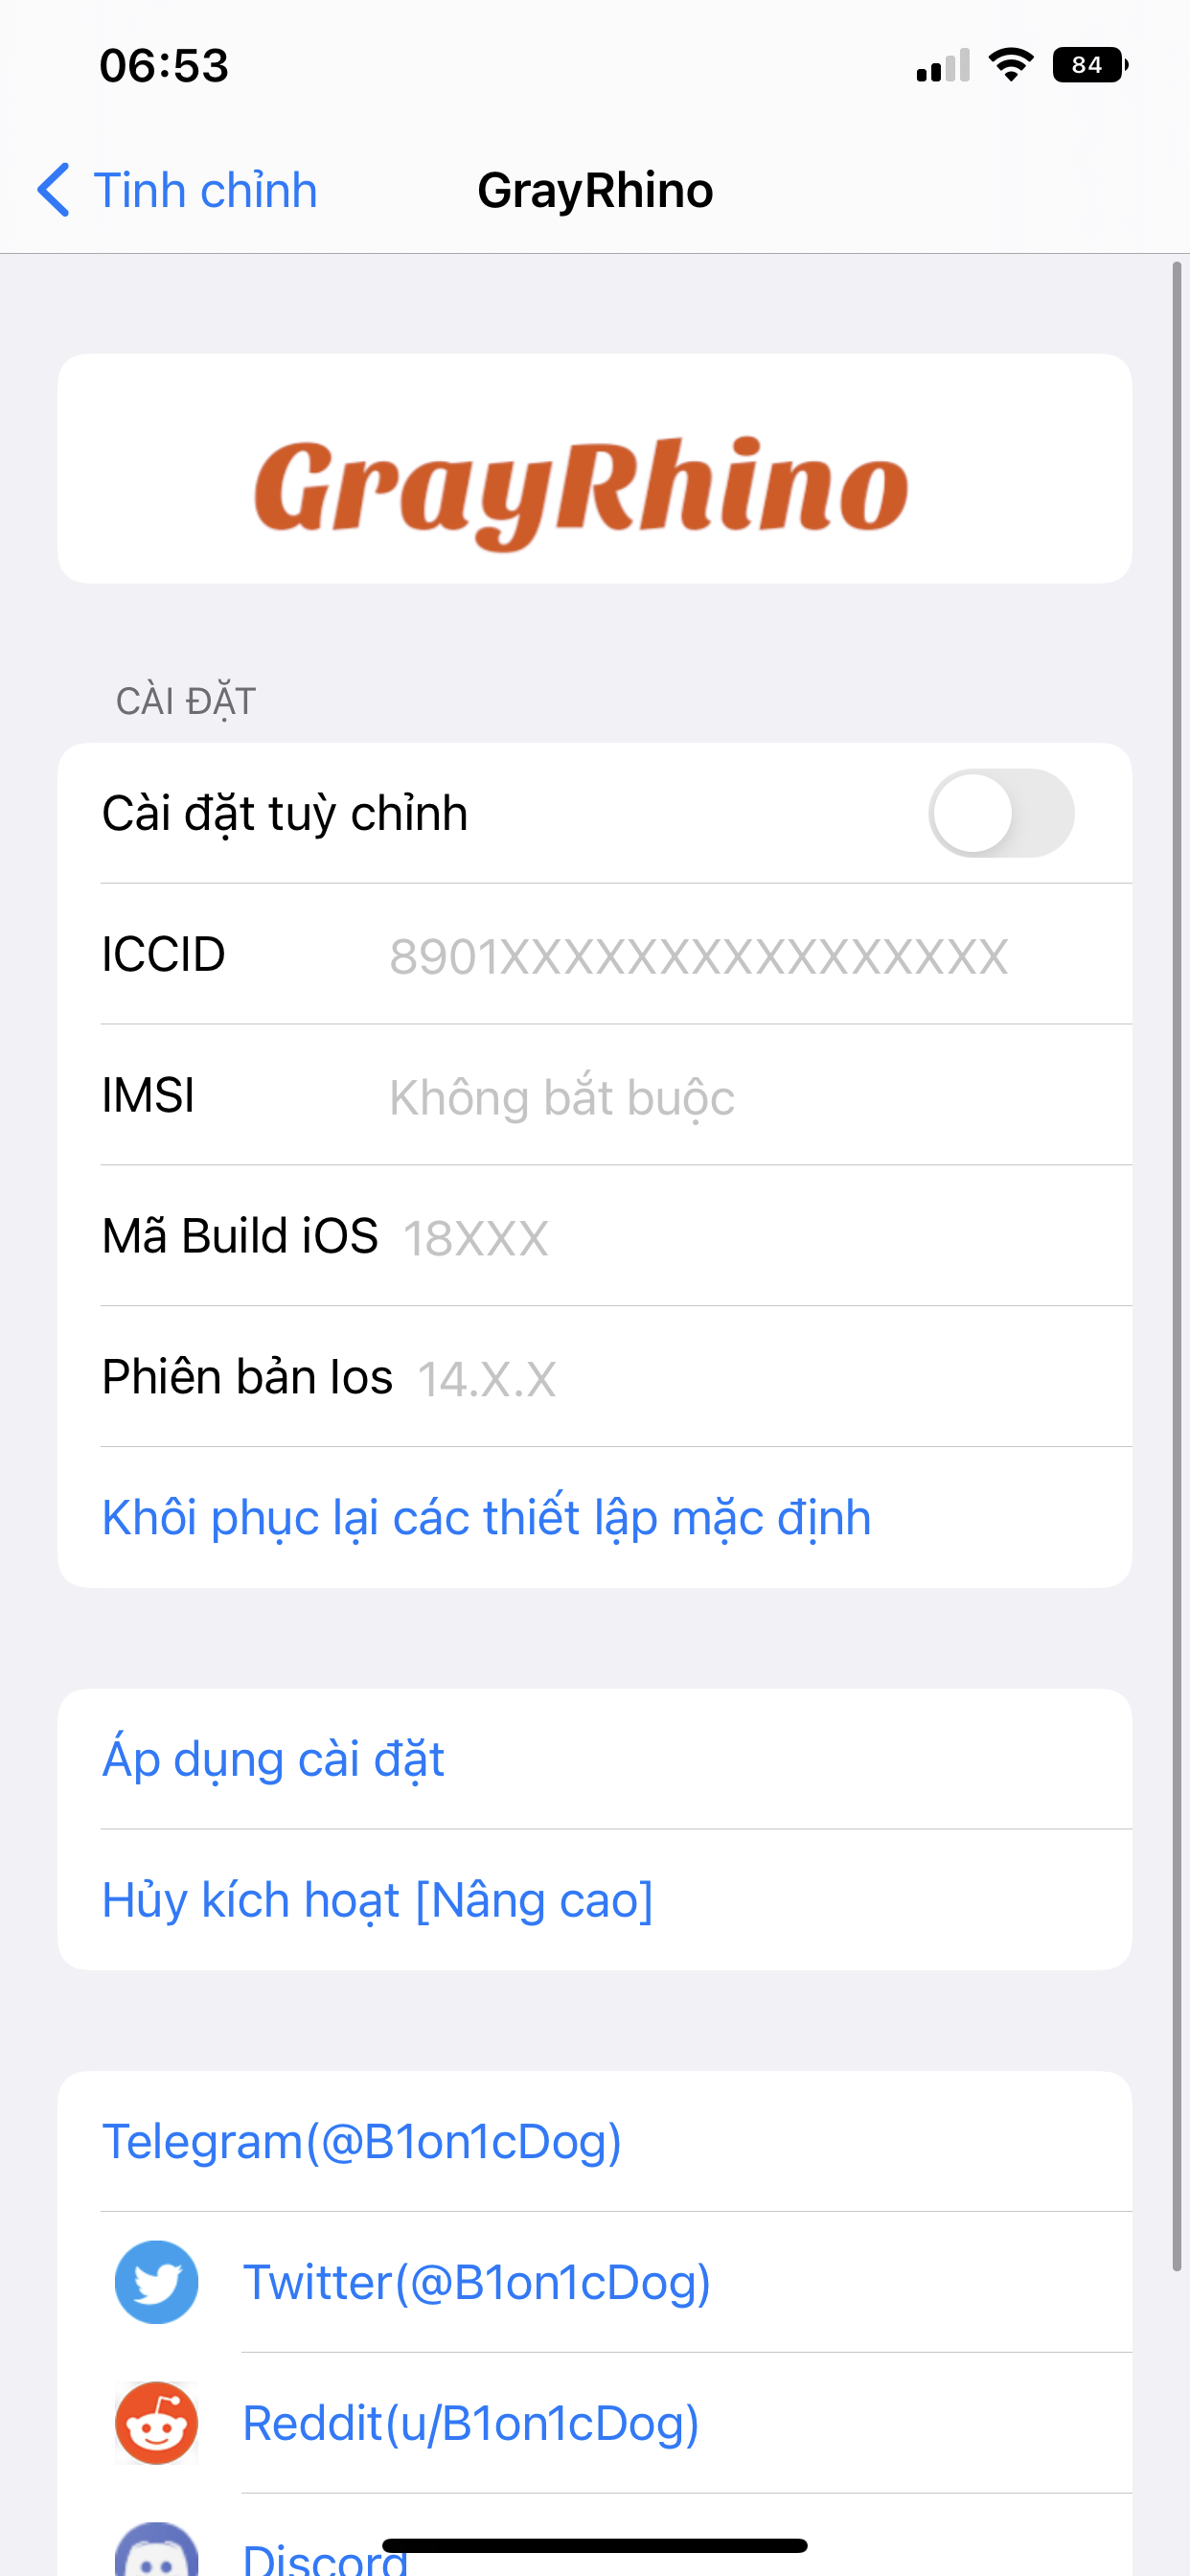 06:53
84
Tinh chỉnh
GrayRhino
GrayRhino
CÀI ĐẶT
Cài đặt tuỳ chỉnh
ICCID 8901XXXXXXXXXXXXXXXX
IMSI Không bắt buộc
Mã Build iOS 18XXX
Phiên bản Ios 14.X.X
Khôi phục lại các thiết lập mặc định
Áp dụng cài đặt
Hủy kích hoạt [Nâng cao]
Telegram(@B1on1cDog)
Twitter(@B1on1cDog)
Reddit(u/B1on1cDog)
Discord